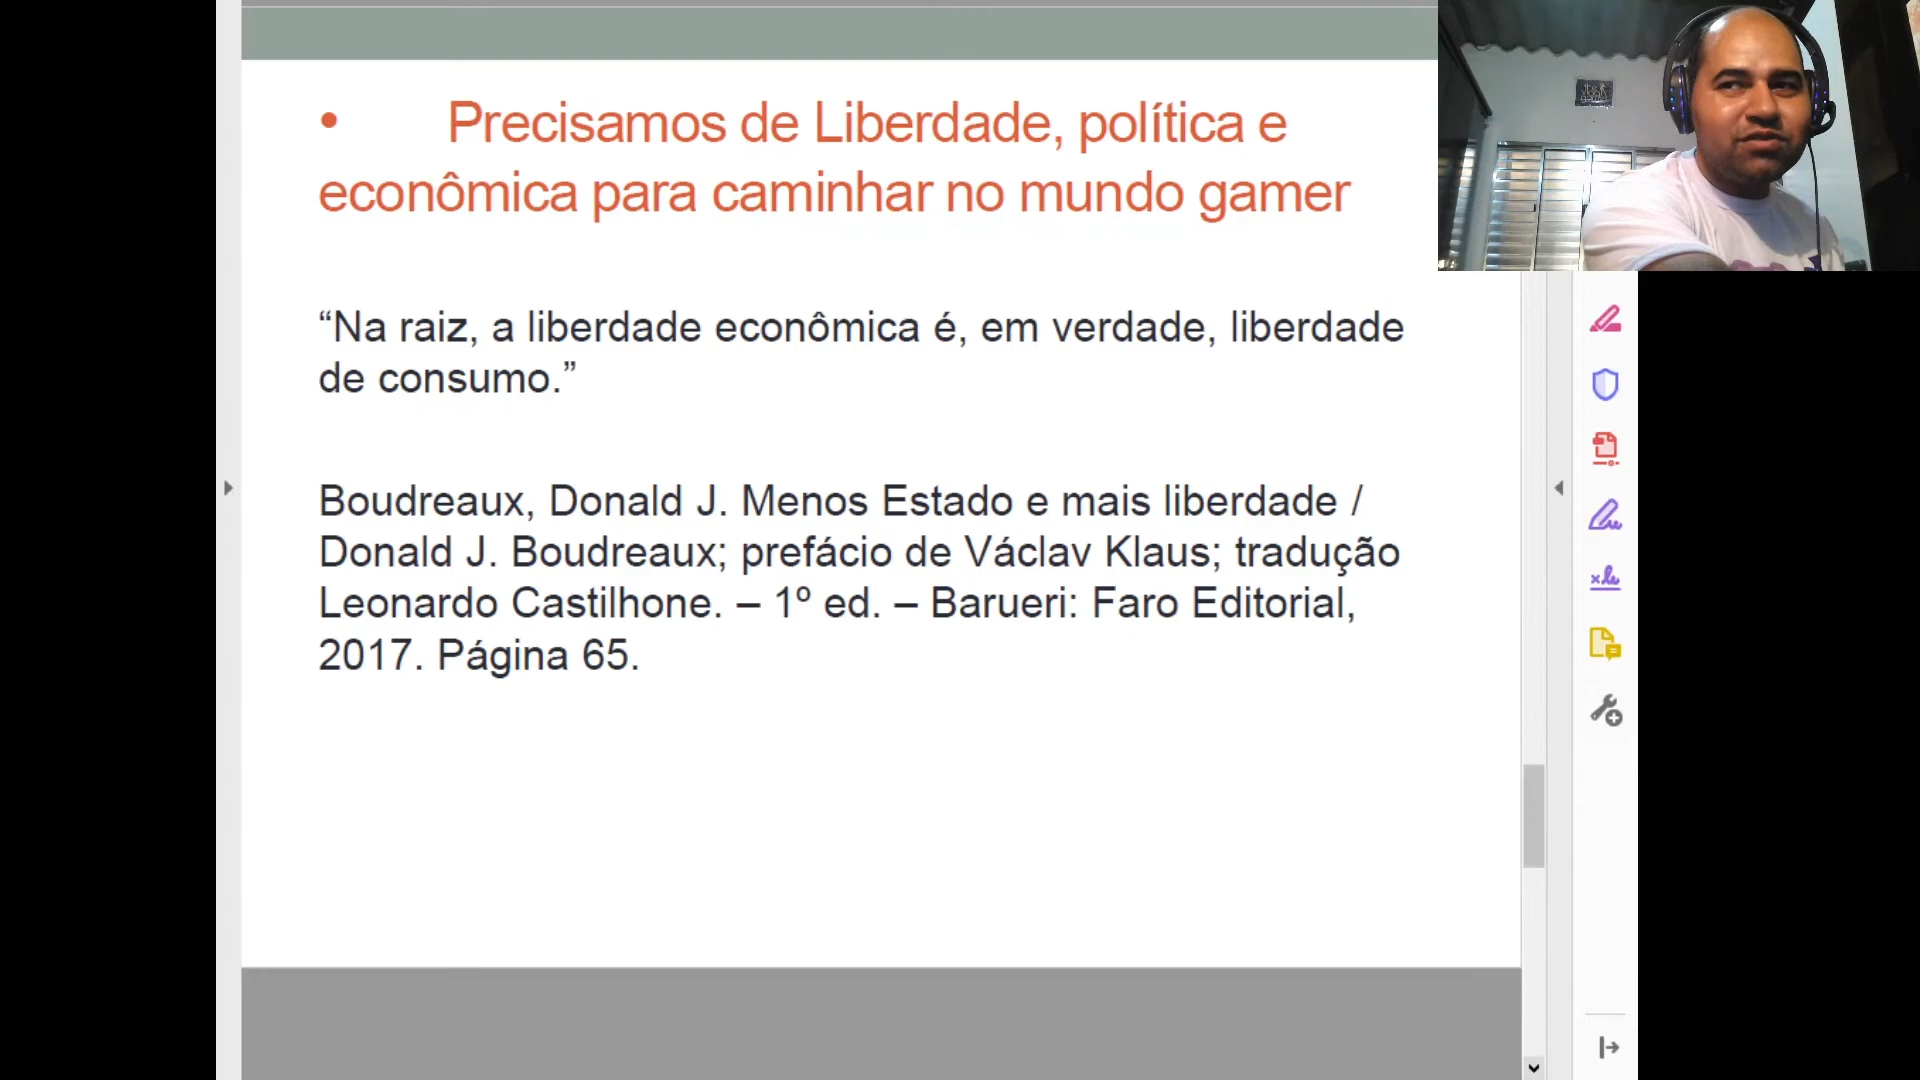 • Precisamos de Liberdade, política e
econômica para caminhar no mundo gamer
“Na raiz, a liberdade econômica é, em verdade, liberdade
de consumo.”
Boudreaux, Donald J. Menos Estado e mais liberdade /
Donald J. Boudreaux; prefácio de Václav Klaus; tradução
Leonardo Castilhone. – 1º ed. – Barueri: Faro Editorial,
2017. Página 65.